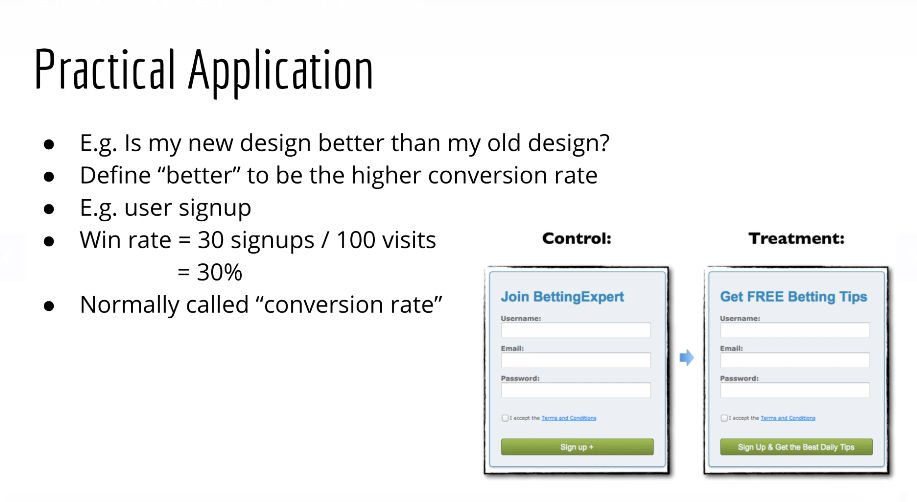 Practical Application
● E.g. Is my new design better than my old design?
● Define “better” to be the higher conversion rate
● E.g. user signup
● Win rate = 30 signups / 100 visits
= 30%
● Normally called “conversion rate”
Control:
Join BettingExpert
Username:
Email:
Password:
I accept the Terms and Conditions
Sign up +
Treatment:
Get FREE Betting Tips
Username:
Email:
Password:
I accept the Terms and Conditions
Sign Up & Get the Best Daily Tips